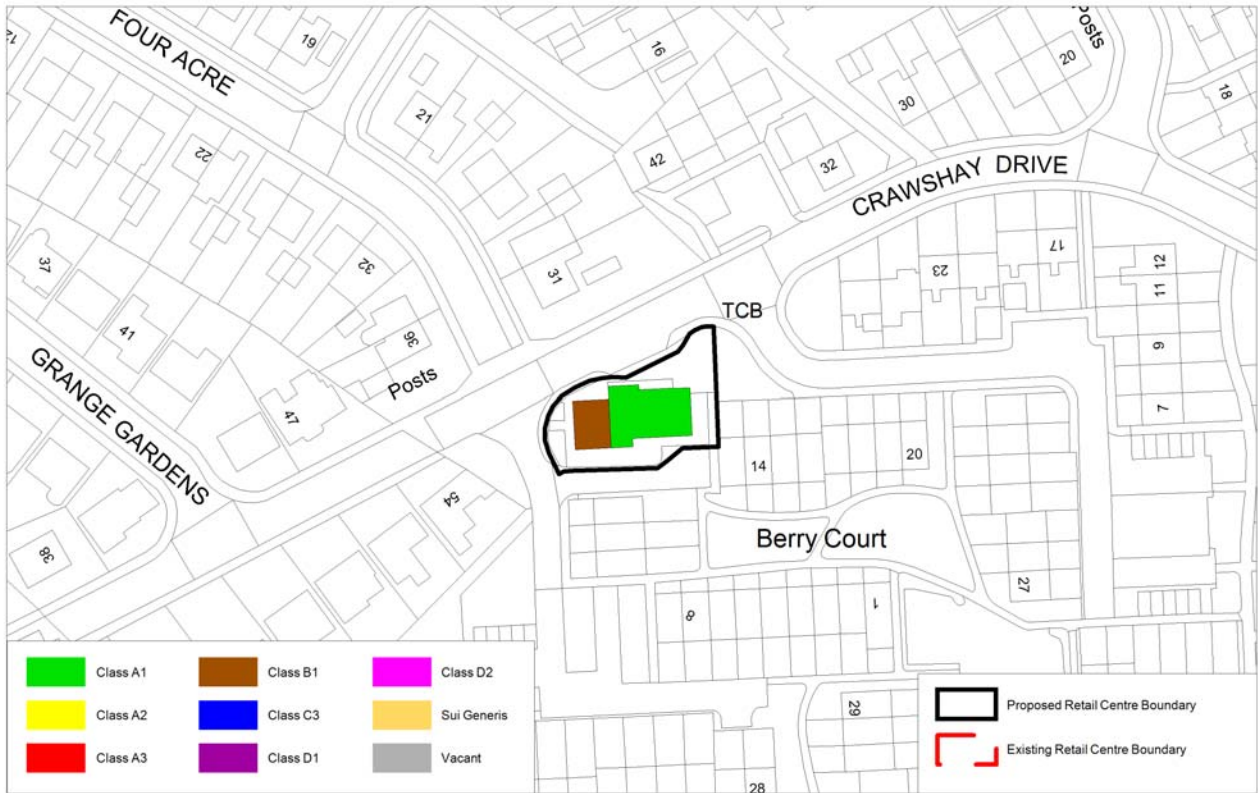 FOUR ACRE
12
19
16
Posts
20
18
21
30
22
42
32
CRAWSHAY DRIVE
37
32
31
23
17
12
11
TCB
41
36
9
GRANGE GARDENS
47
Posts
7
14
20
54
Berry Court
38
27
8
1
29
28
Class A1
Class B1
Class D2
Class A2
Class C3
Sui Generis
Class A3
Class D1
Vacant
Proposed Retail Centre Boundary
Existing Retail Centre Boundary